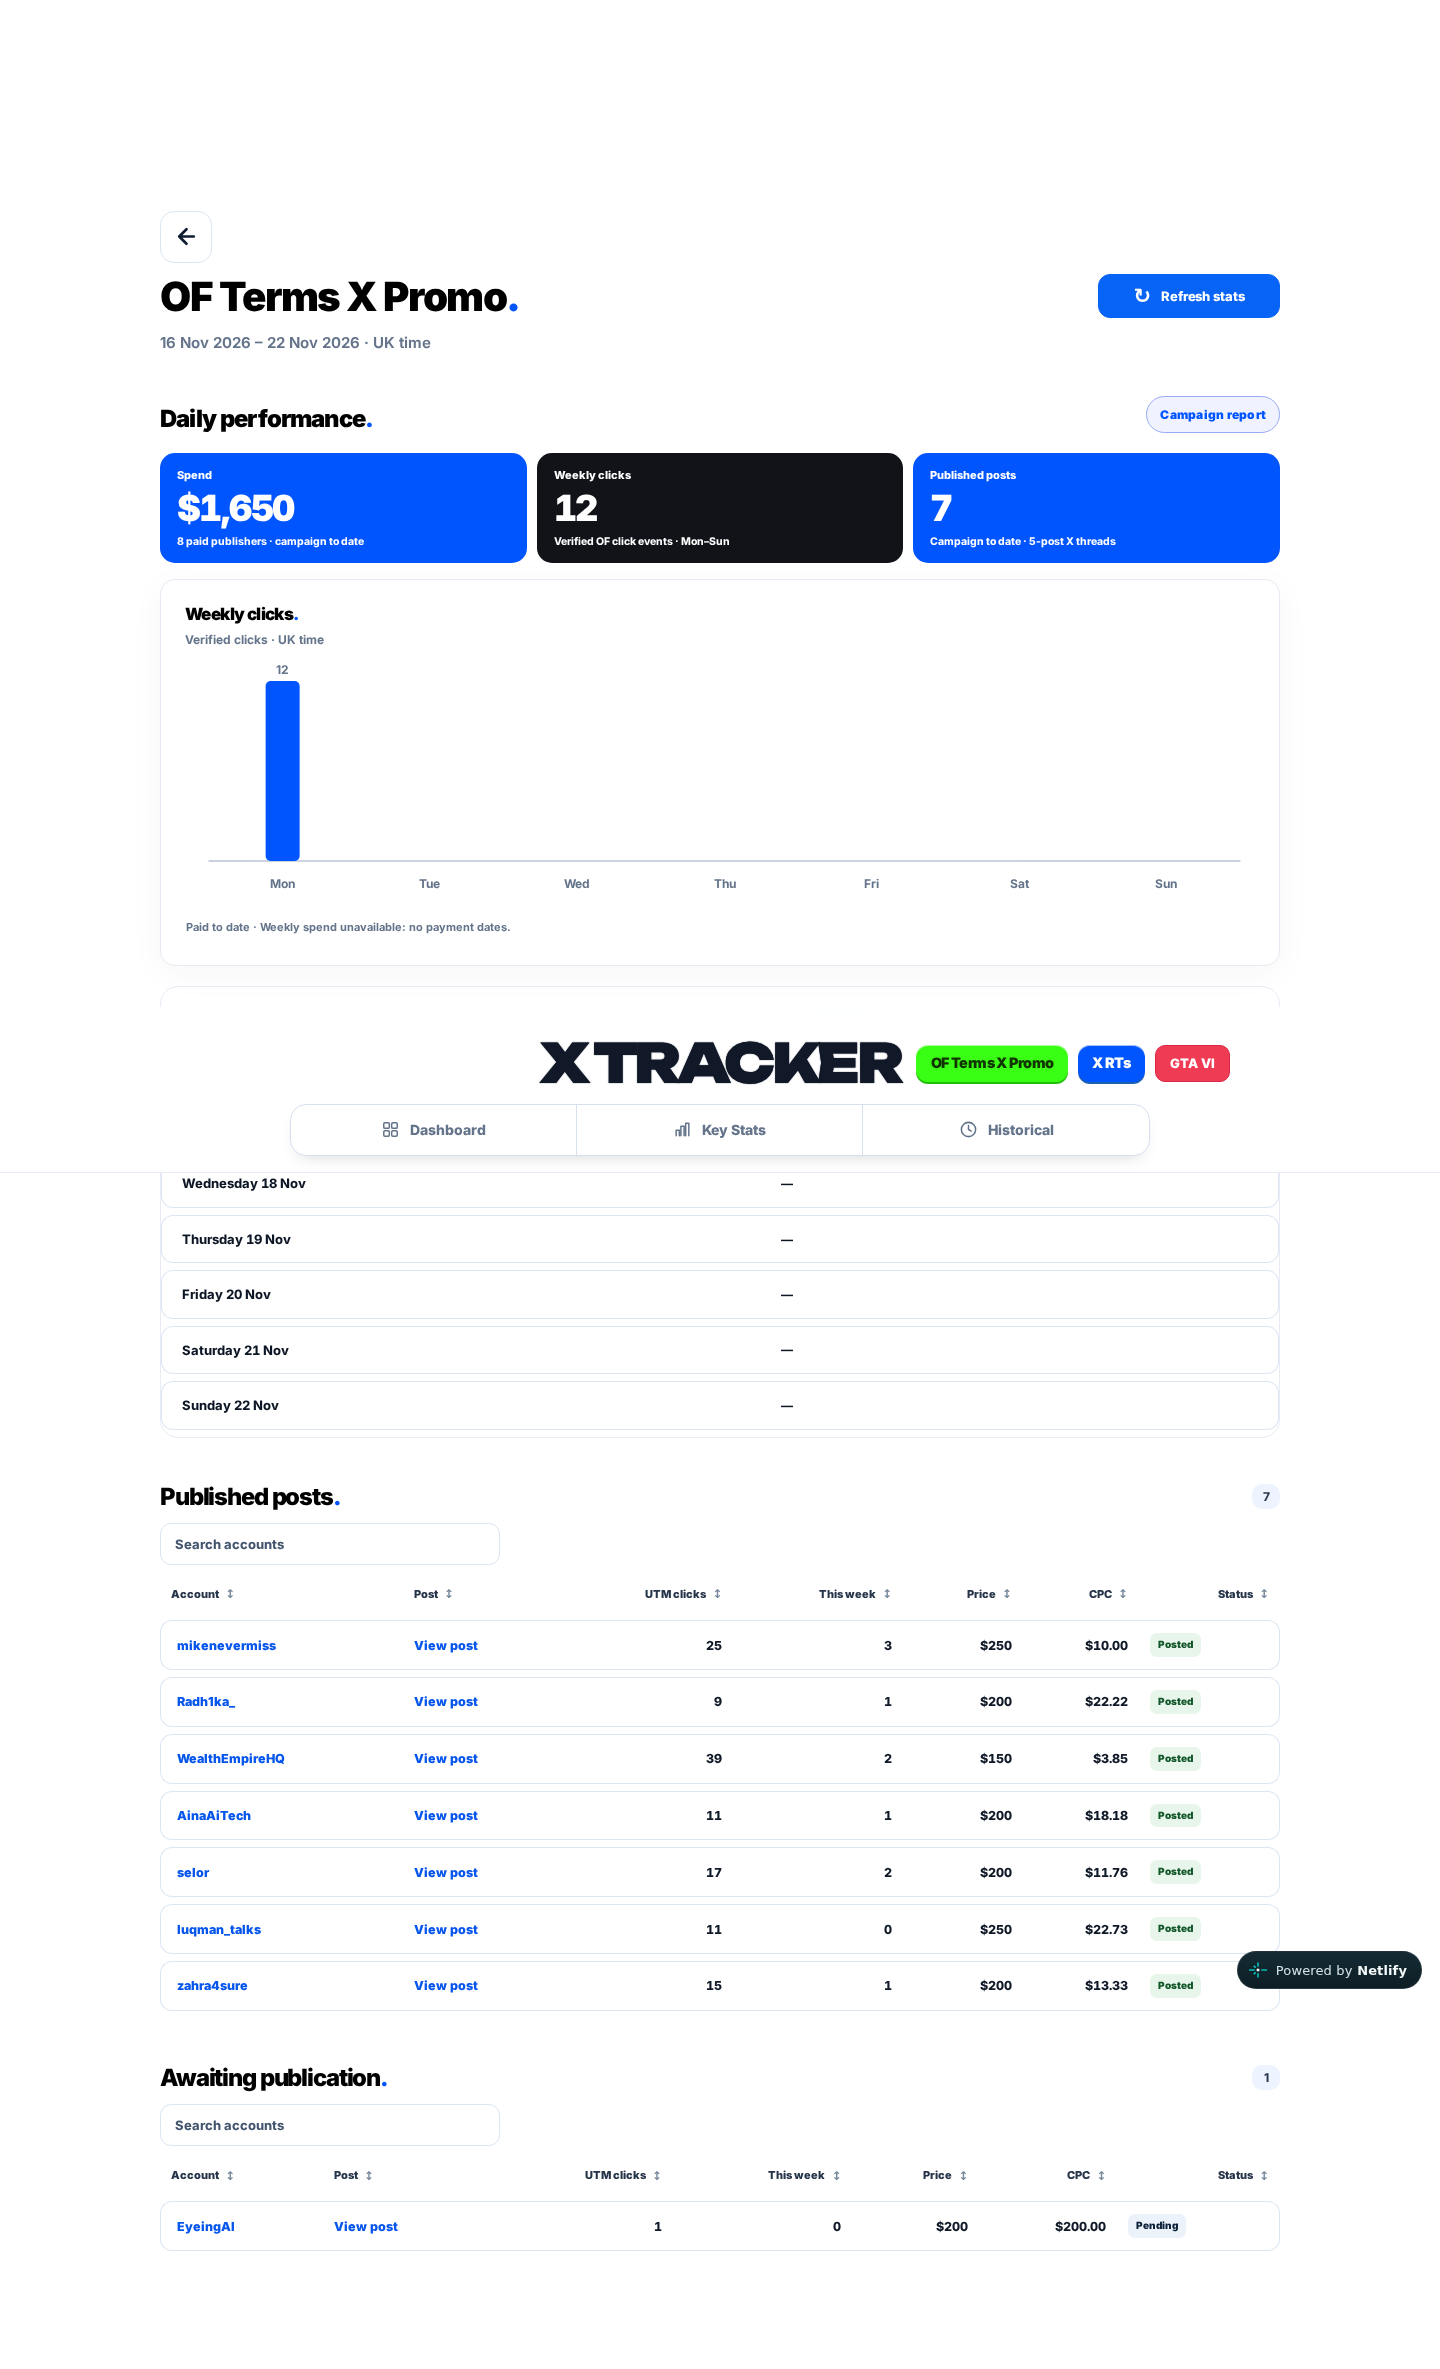 OF Terms X Promo.
↻ Refresh stats
16 Nov 2026 – 22 Nov 2026 · UK time
Daily performance.
Campaign report
Spend
$1,650
8 paid publishers · campaign to date
Weekly clicks
12
Verified OF click events · Mon–Sun
Published posts
7
Campaign to date · 5-post X threads
Weekly clicks.
Verified clicks · UK time
12
Mon Tue Wed Thu Fri Sat Sun
Paid to date · Weekly spend unavailable: no payment dates.
X TRACKER OF Terms X Promo X RTs GTA VI
Dashboard Key Stats Historical
Wednesday 18 Nov —
Thursday 19 Nov —
Friday 20 Nov —
Saturday 21 Nov —
Sunday 22 Nov —
Published posts. 7
Search accounts
Account ↕ Post ↕ UTM clicks ↕ This week ↕ Price ↕ CPC ↕ Status ↕
mikenevermiss View post 25 3 $250 $10.00 Posted
Radh1ka_ View post 9 1 $200 $22.22 Posted
WealthEmpireHQ View post 39 2 $150 $3.85 Posted
AinaAiTech View post 11 1 $200 $18.18 Posted
selor View post 17 2 $200 $11.76 Posted
luqman_talks View post 11 0 $250 $22.73 Posted
zahra4sure View post 15 1 $200 $13.33 Posted
Powered by Netlify
Awaiting publication. 1
Search accounts
Account ↕ Post ↕ UTM clicks ↕ This week ↕ Price ↕ CPC ↕ Status ↕
EyeingAI View post 1 0 $200 $200.00 Pending